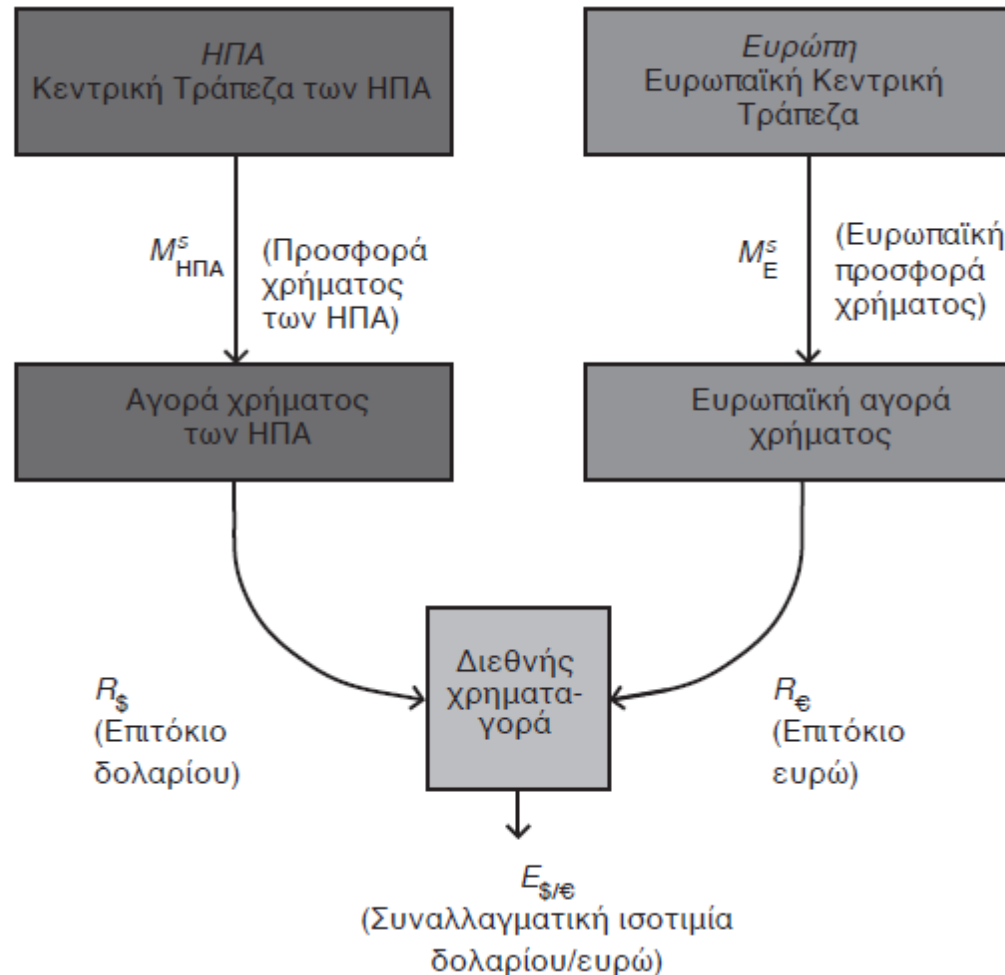 ΗΠΑ
Κεντρική Τράπεζα των ΗΠΑ
Ευρώπη
Ευρωπαϊκή Κεντρική
Τράπεζα
M^s_ΗΠΑ
(Προσφορά
χρήματος
των ΗΠΑ)
M^s_Ε
(Ευρωπαϊκή
προσφορά
χρήματος)
Αγορά χρήματος
των ΗΠΑ
Ευρωπαϊκή αγορά
χρήματος
R_$
(Επιτόκιο
δολαρίου)
Διεθνής
χρηματα-
γορά
R_€
(Επιτόκιο
ευρώ)
E_$/€
(Συναλλαγματική ισοτιμία
δολαρίου/ευρώ)